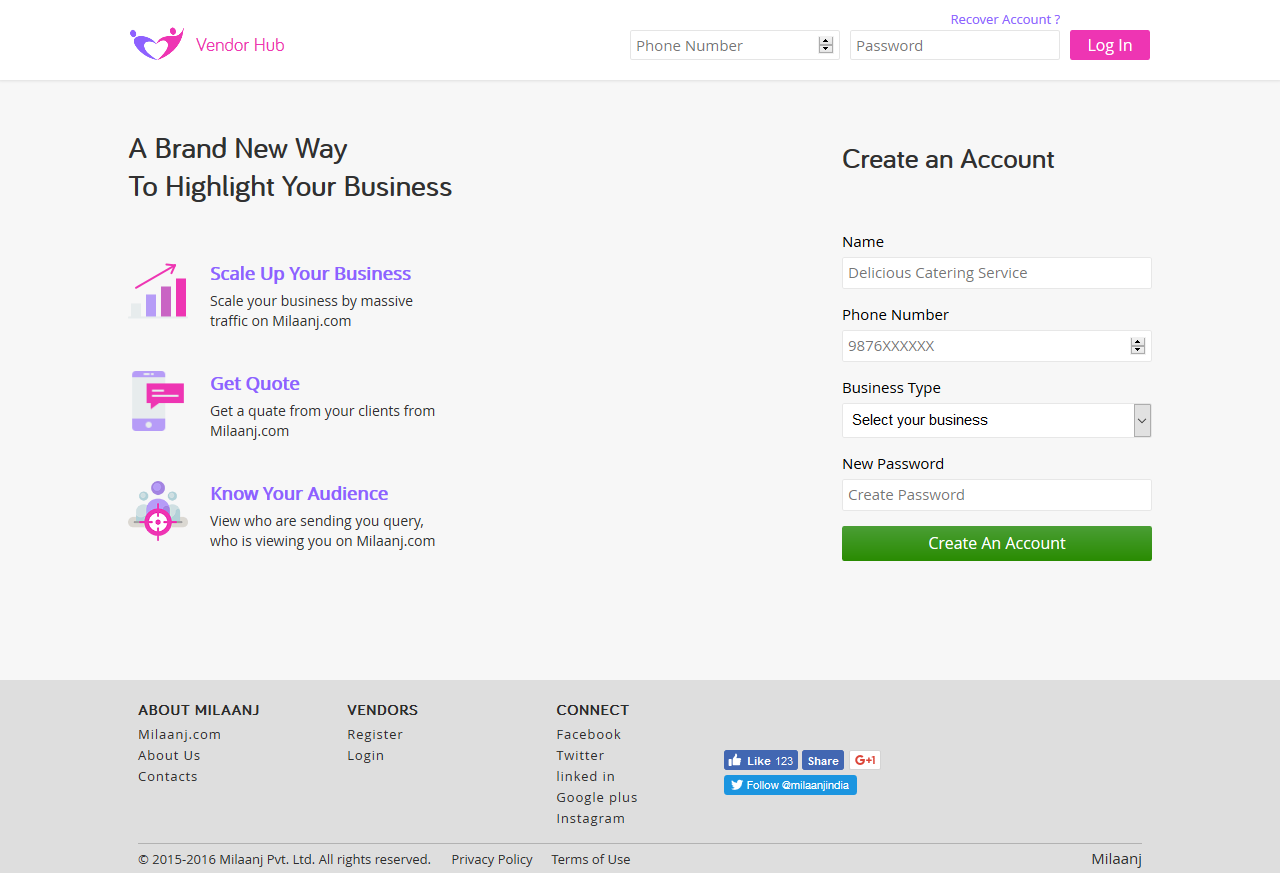 Recover Account ?
Vendor Hub
Phone Number
Password
Log In
A Brand New Way
To Highlight Your Business
Scale Up Your Business
Scale your business by massive
traffic on Milaanj.com
Get Quote
Get a quate from your clients from
Milaanj.com
Know Your Audience
View who are sending you query,
who is viewing you on Milaanj.com
Create an Account
Name
Delicious Catering Service
Phone Number
9876XXXXXX
Business Type
Select your business
New Password
Create Password
Create An Account
ABOUT MILAANJ
Milaanj.com
About Us
Contacts
VENDORS
Register
Login
CONNECT
Facebook
Twitter
linked in
Google plus
Instagram
Like 123
Share
G+1
Follow @milaanjindia
© 2015-2016 Milaanj Pvt. Ltd. All rights reserved. Privacy Policy Terms of Use Milaanj